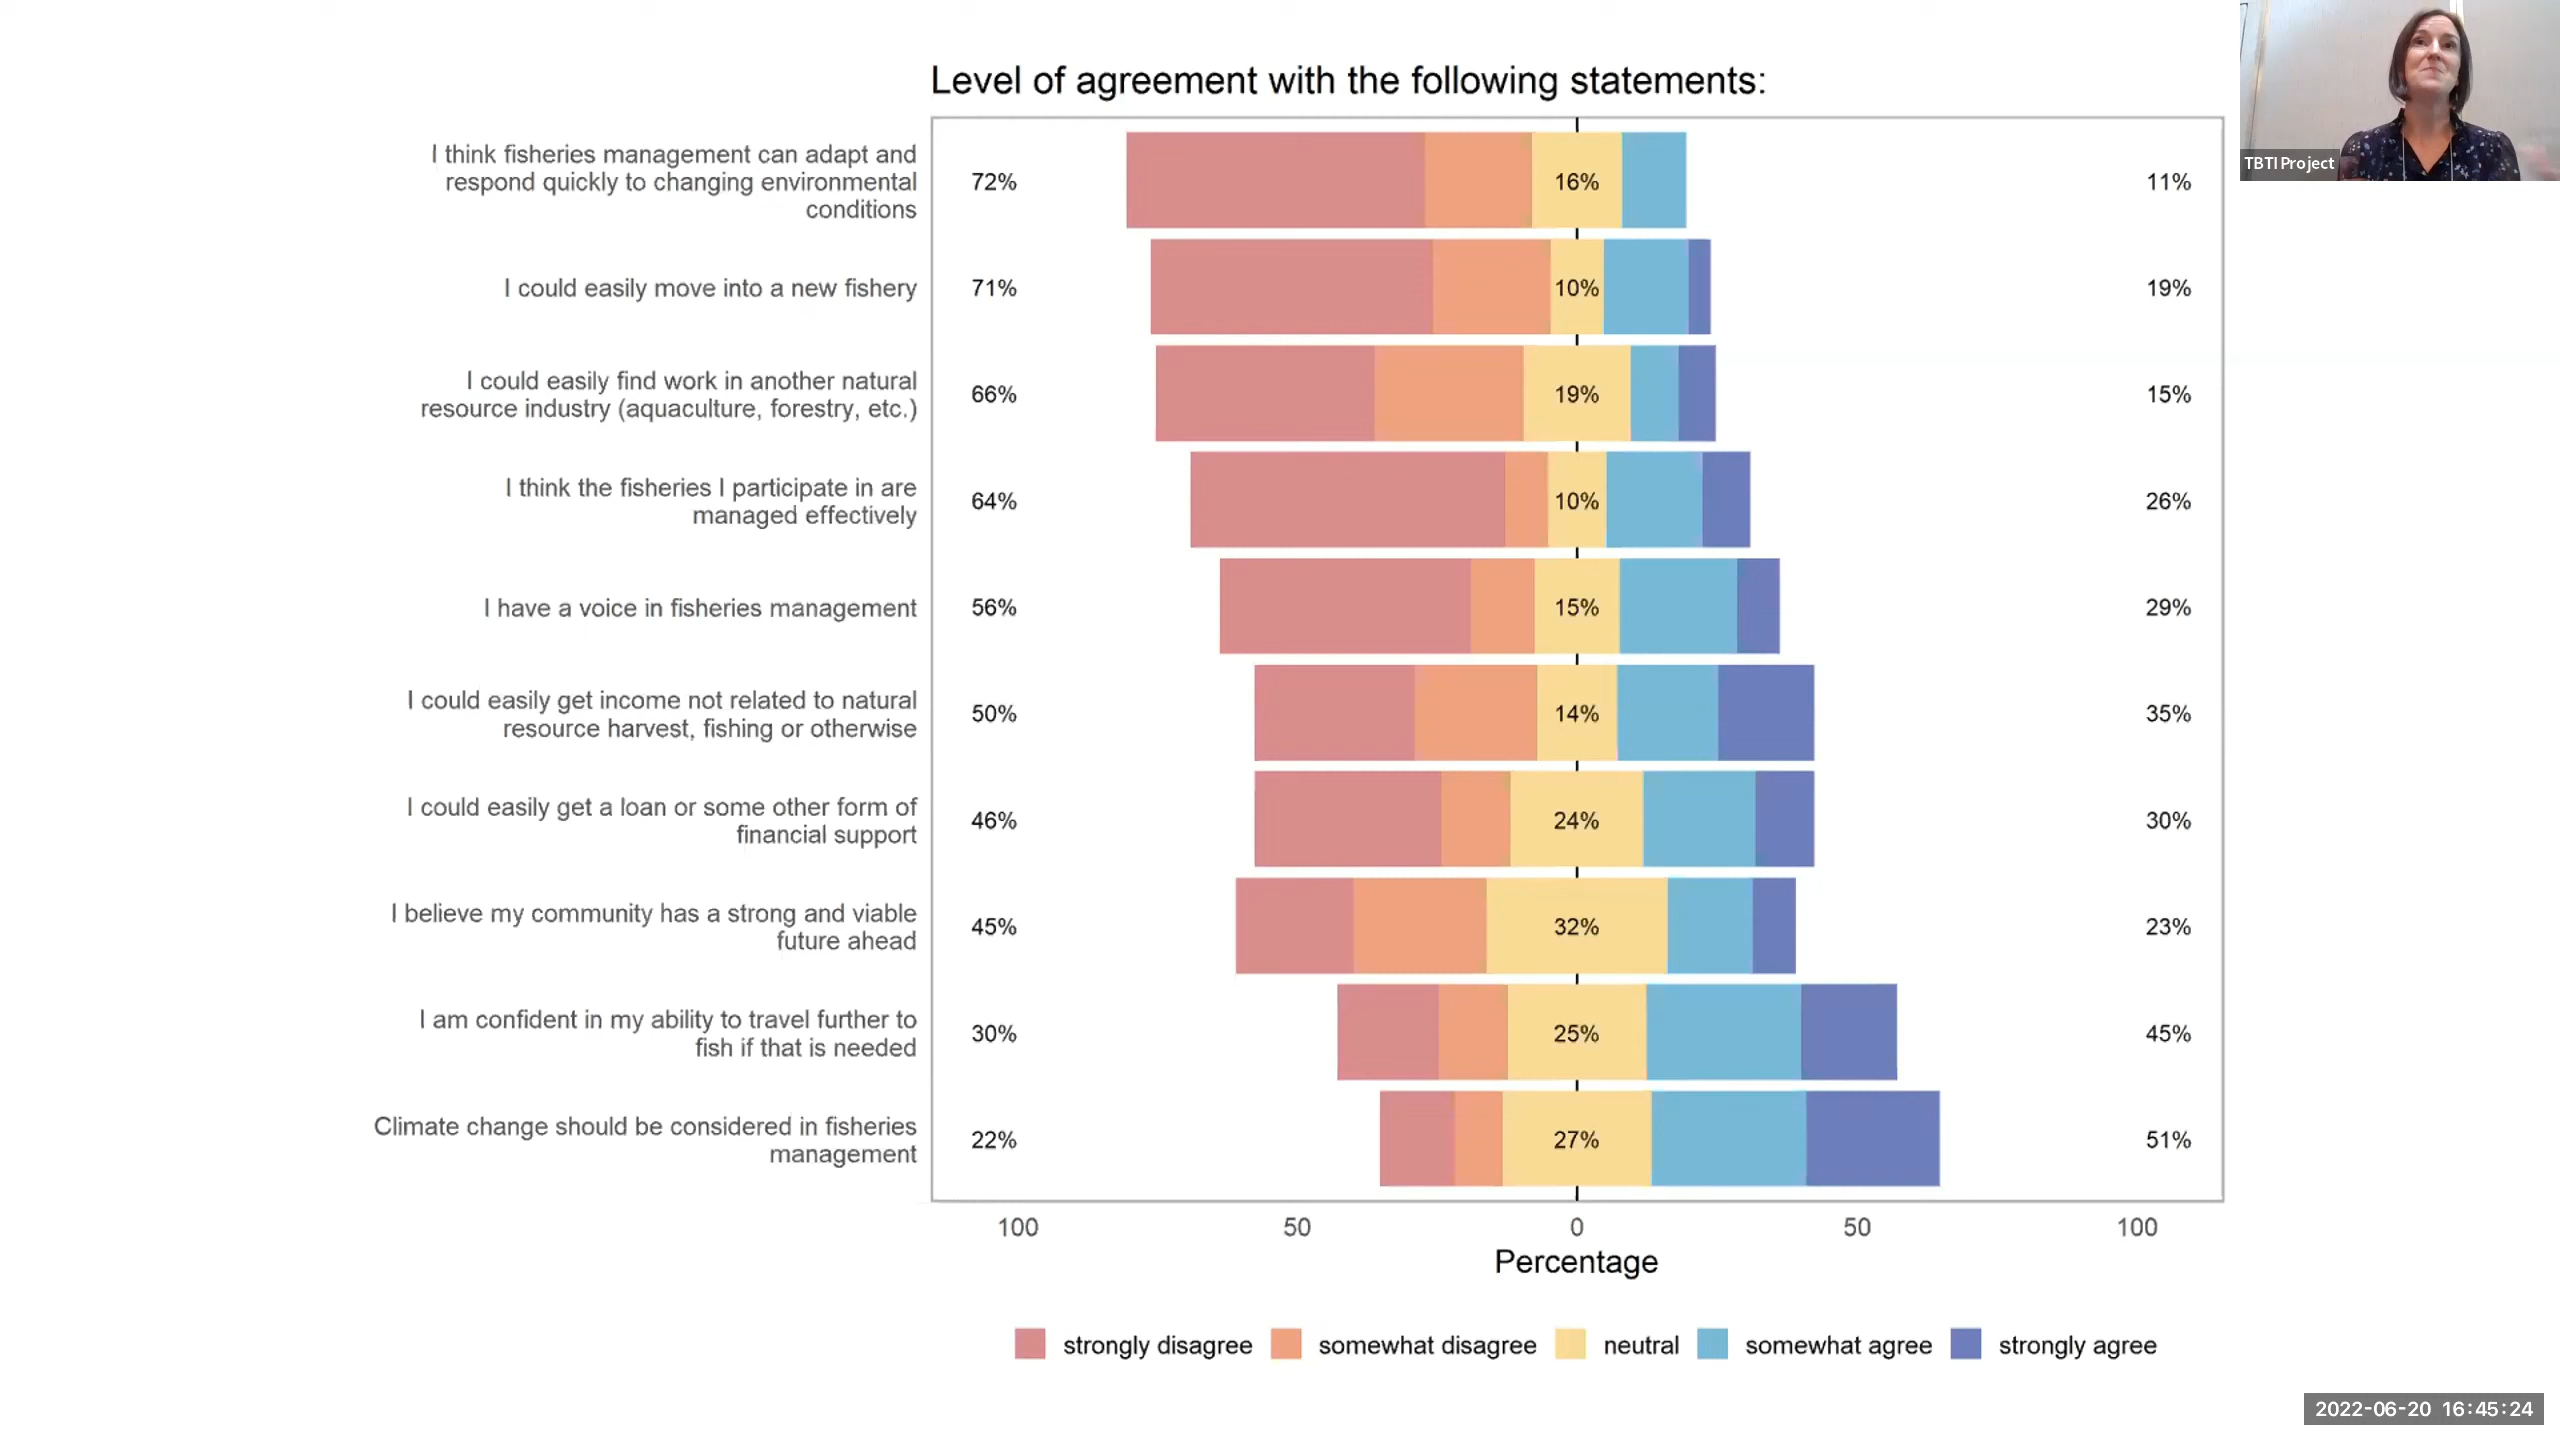 Level of agreement with the following statements:
TBTI Project
I think fisheries management can adapt and
respond quickly to changing environmental
conditions
72%
16%
11%
I could easily move into a new fishery
71%
10%
19%
I could easily find work in another natural
resource industry (aquaculture, forestry, etc.)
66%
19%
15%
I think the fisheries I participate in are
managed effectively
64%
10%
26%
I have a voice in fisheries management
56%
15%
29%
I could easily get income not related to natural
resource harvest, fishing or otherwise
50%
14%
35%
I could easily get a loan or some other form of
financial support
46%
24%
30%
I believe my community has a strong and viable
future ahead
45%
32%
23%
I am confident in my ability to travel further to
fish if that is needed
30%
25%
45%
Climate change should be considered in fisheries
management
22%
27%
51%
100 50 0 50 100
Percentage
strongly disagree somewhat disagree neutral somewhat agree strongly agree
2022-06-20 16:45:24